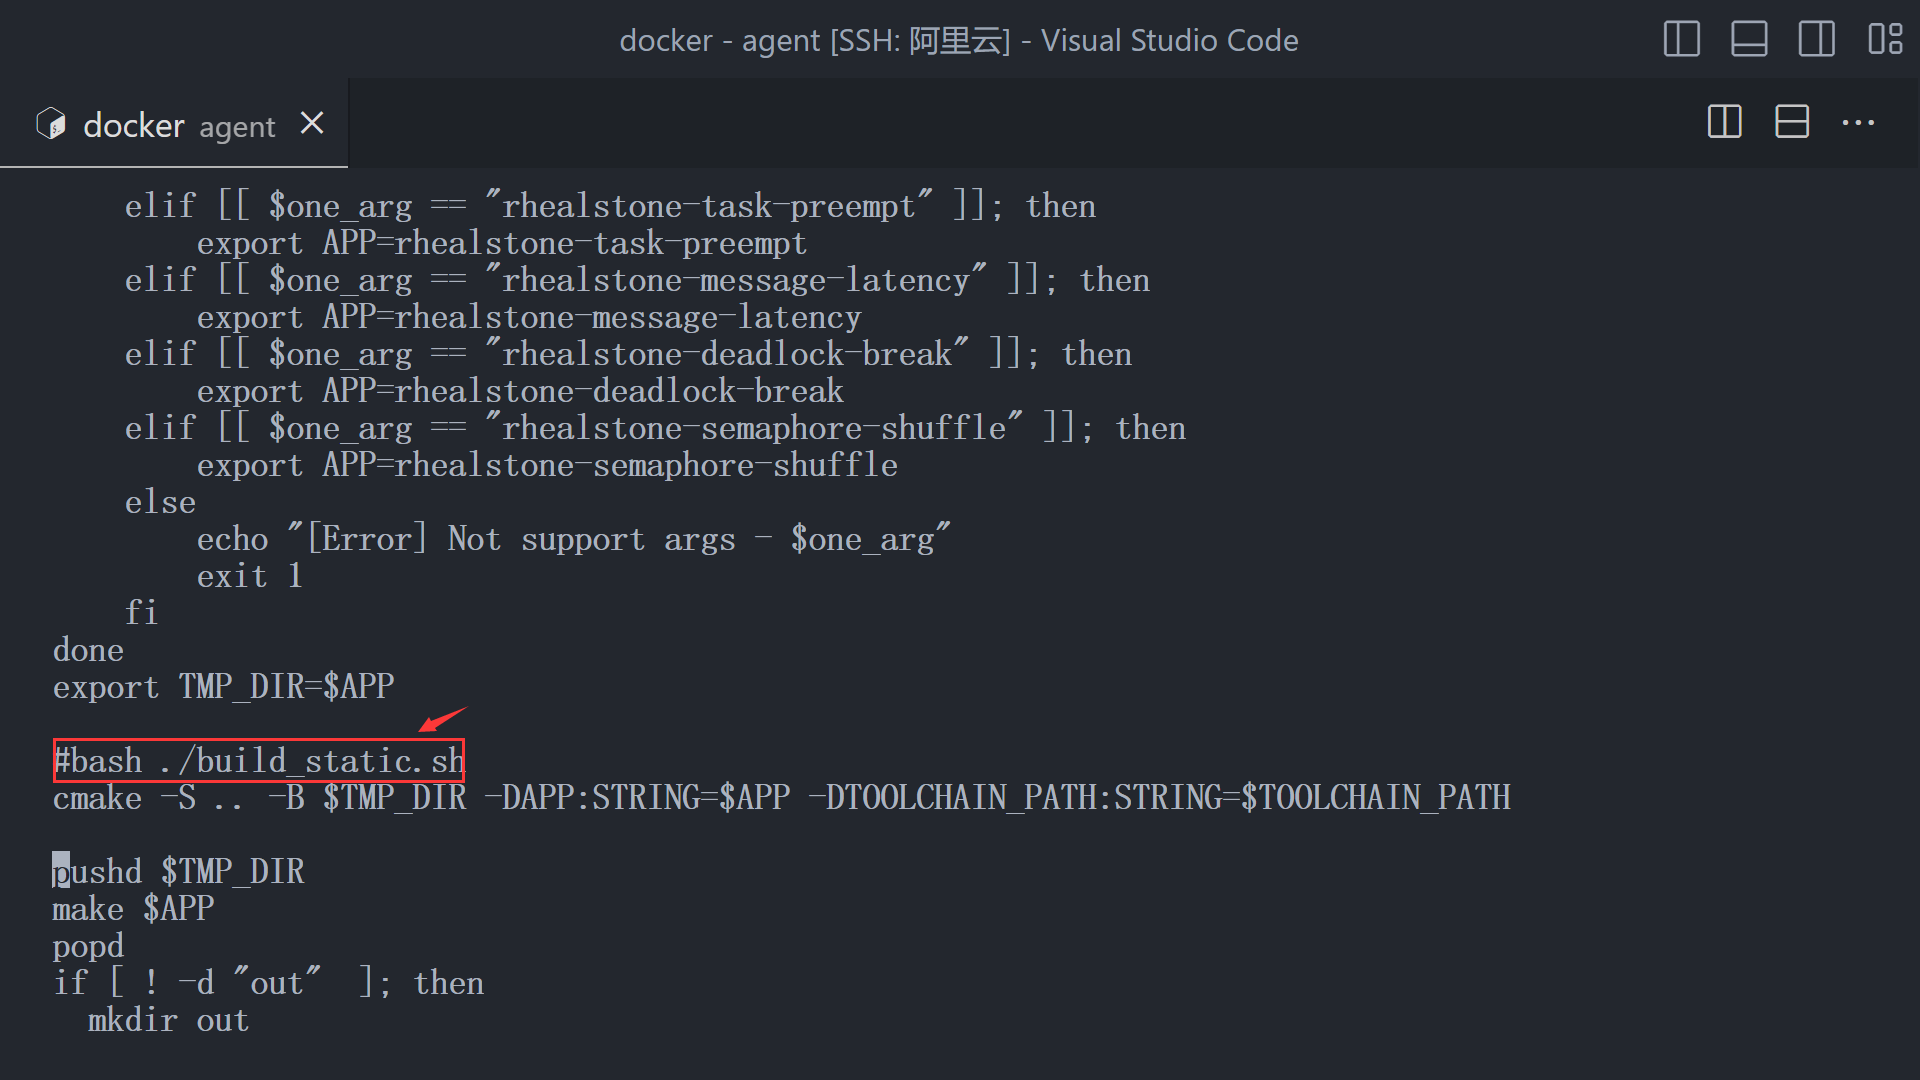 docker - agent [SSH: 阿里云] - Visual Studio Code
docker agent
    elif [[ $one_arg == "rhealstone-task-preempt" ]]; then
        export APP=rhealstone-task-preempt
    elif [[ $one_arg == "rhealstone-message-latency" ]]; then
        export APP=rhealstone-message-latency
    elif [[ $one_arg == "rhealstone-deadlock-break" ]]; then
        export APP=rhealstone-deadlock-break
    elif [[ $one_arg == "rhealstone-semaphore-shuffle" ]]; then
        export APP=rhealstone-semaphore-shuffle
    else
        echo "[Error] Not support args - $one_arg"
        exit 1
    fi
done
export TMP_DIR=$APP
#bash ./build_static.sh
cmake -S .. -B $TMP_DIR -DAPP:STRING=$APP -DTOOLCHAIN_PATH:STRING=$TOOLCHAIN_PATH
pushd $TMP_DIR
make $APP
popd
if [ ! -d "out"  ]; then
  mkdir out